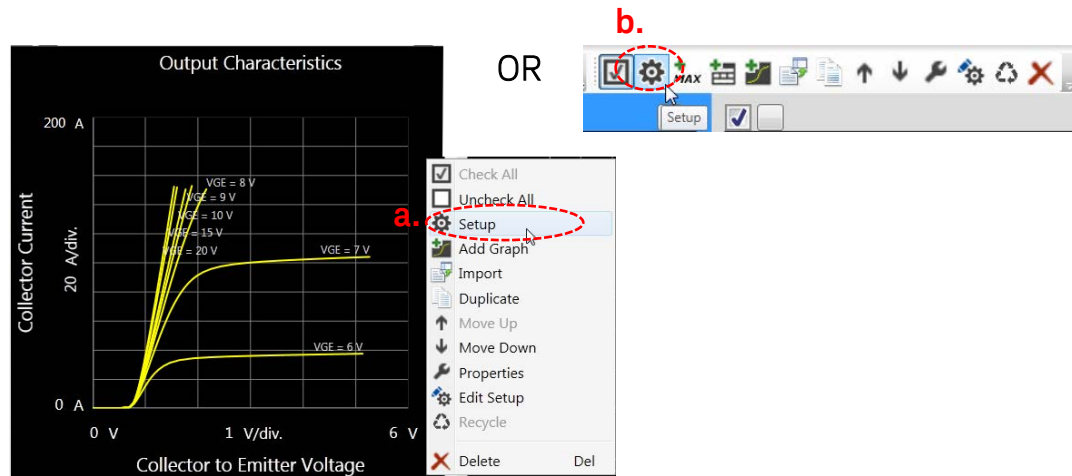 b.
Output Characteristics
OR
MAX
Setup
200 A
VGE = 8 V
VGE = 9 V
VGE = 10 V
VGE = 15 V
VGE = 20 V
VGE = 7 V
VGE = 6 V
Collector Current
20 A/div.
0 A
0 V
1 V/div.
6 V
Collector to Emitter Voltage
a.
Check All
Uncheck All
Setup
Add Graph
Import
Duplicate
Move Up
Move Down
Properties
Edit Setup
Recycle
Delete Del